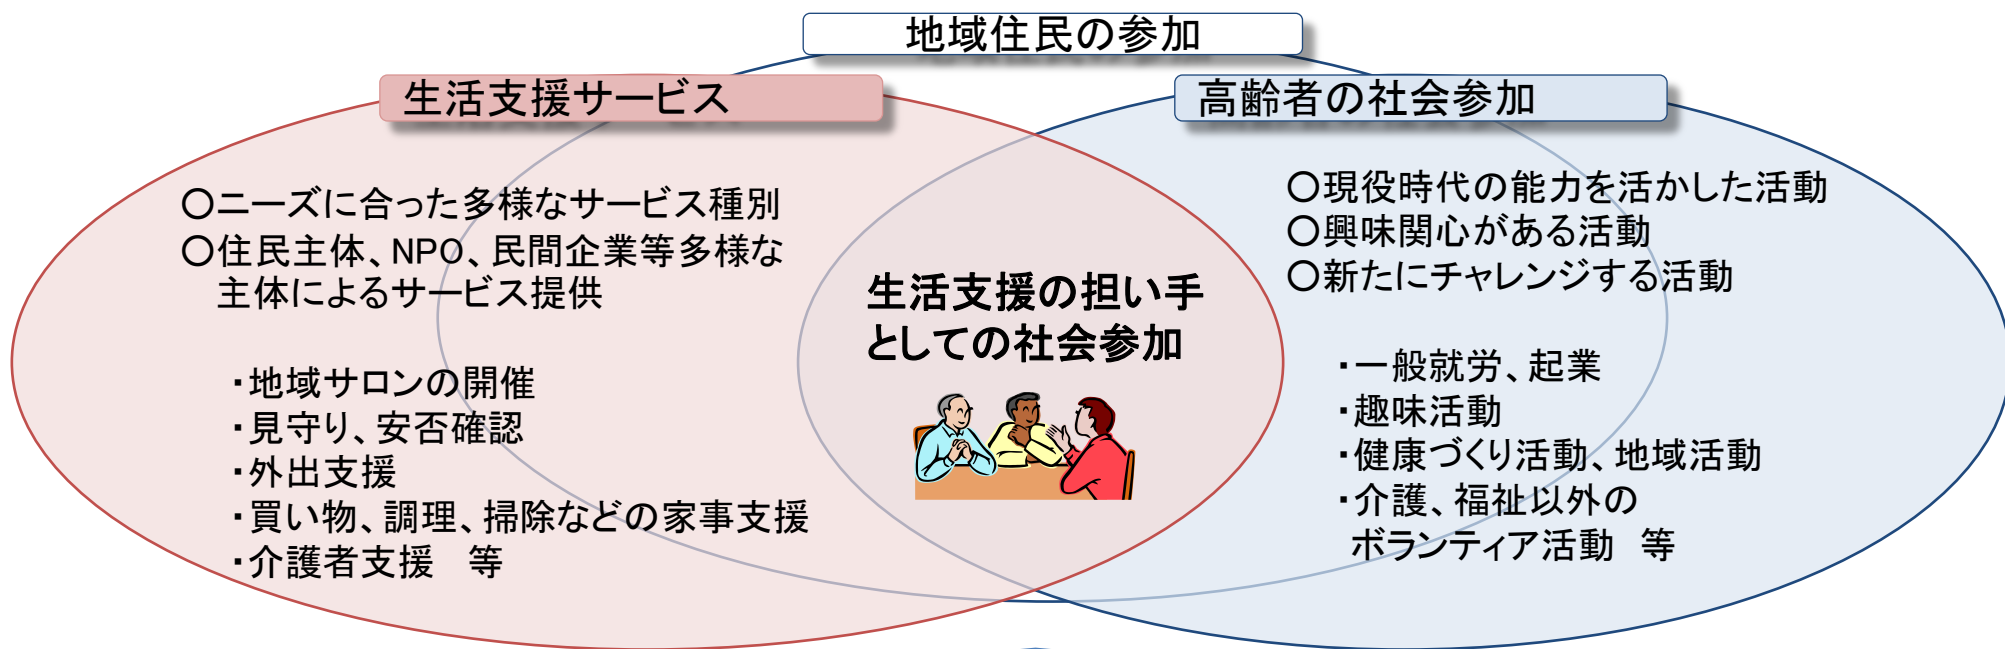 地域住民の参加
生活支援サービス
○ニーズに合った多様なサービス種別
○住民主体、NPO、民間企業等多様な
主体によるサービス提供
・地域サロンの開催
・見守り、安否確認
・外出支援
・買い物、調理、掃除などの家事支援
・介護者支援　等
生活支援の担い手
としての社会参加
高齢者の社会参加
○現役時代の能力を活かした活動
○興味関心がある活動
○新たにチャレンジする活動
・一般就労、起業
・趣味活動
・健康づくり活動、地域活動
・介護、福祉以外の
ボランティア活動　等